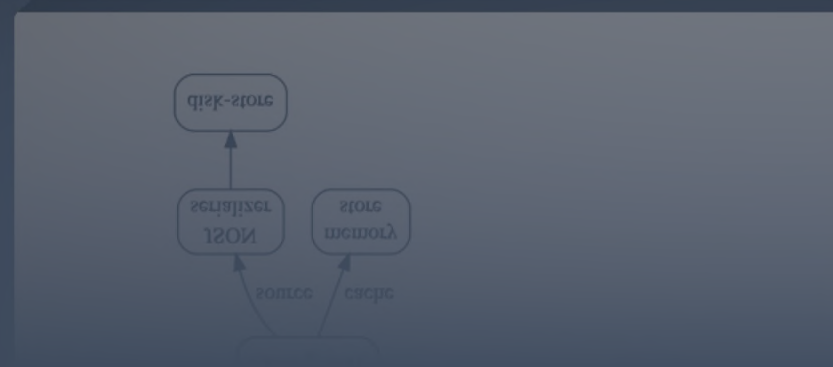 disk-store
JSON
serializer
memory
store
source
cache